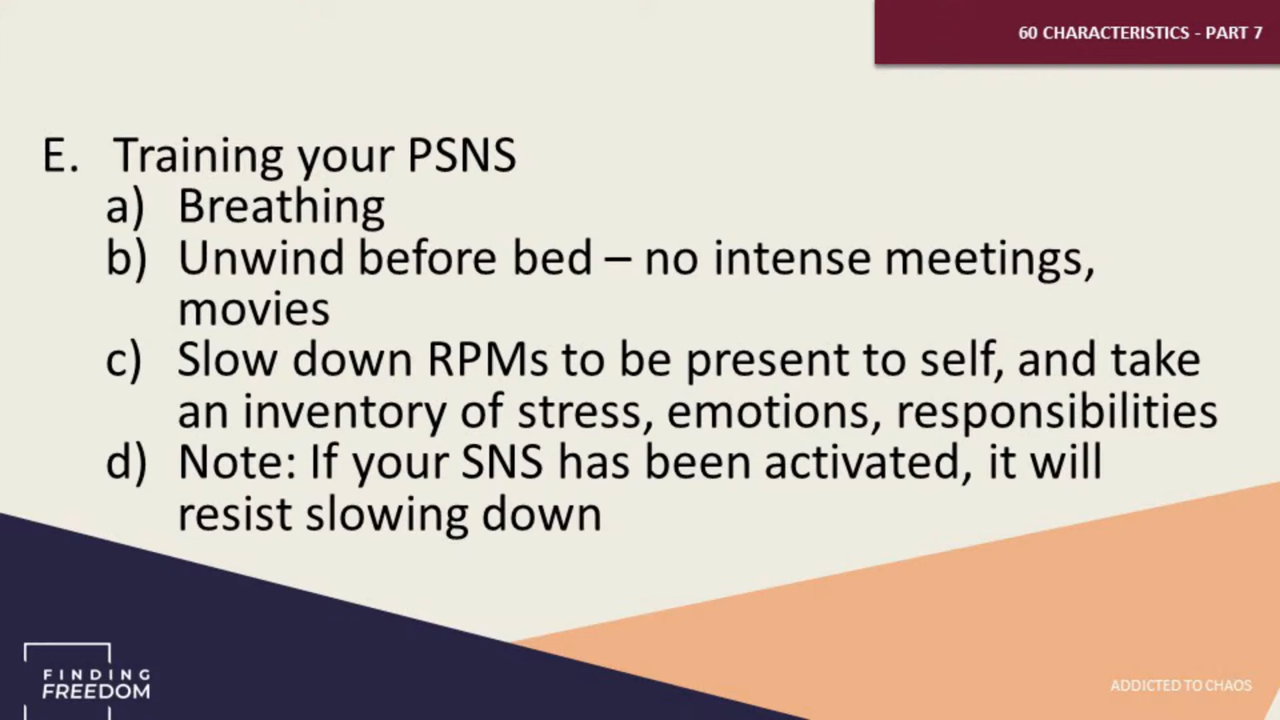 60 CHARACTERISTICS - PART 7
E. Training your PSNS
a) Breathing
b) Unwind before bed – no intense meetings,
movies
c) Slow down RPMs to be present to self, and take
an inventory of stress, emotions, responsibilities
d) Note: If your SNS has been activated, it will
resist slowing down
FINDING
FREEDOM
ADDICTED TO CHAOS